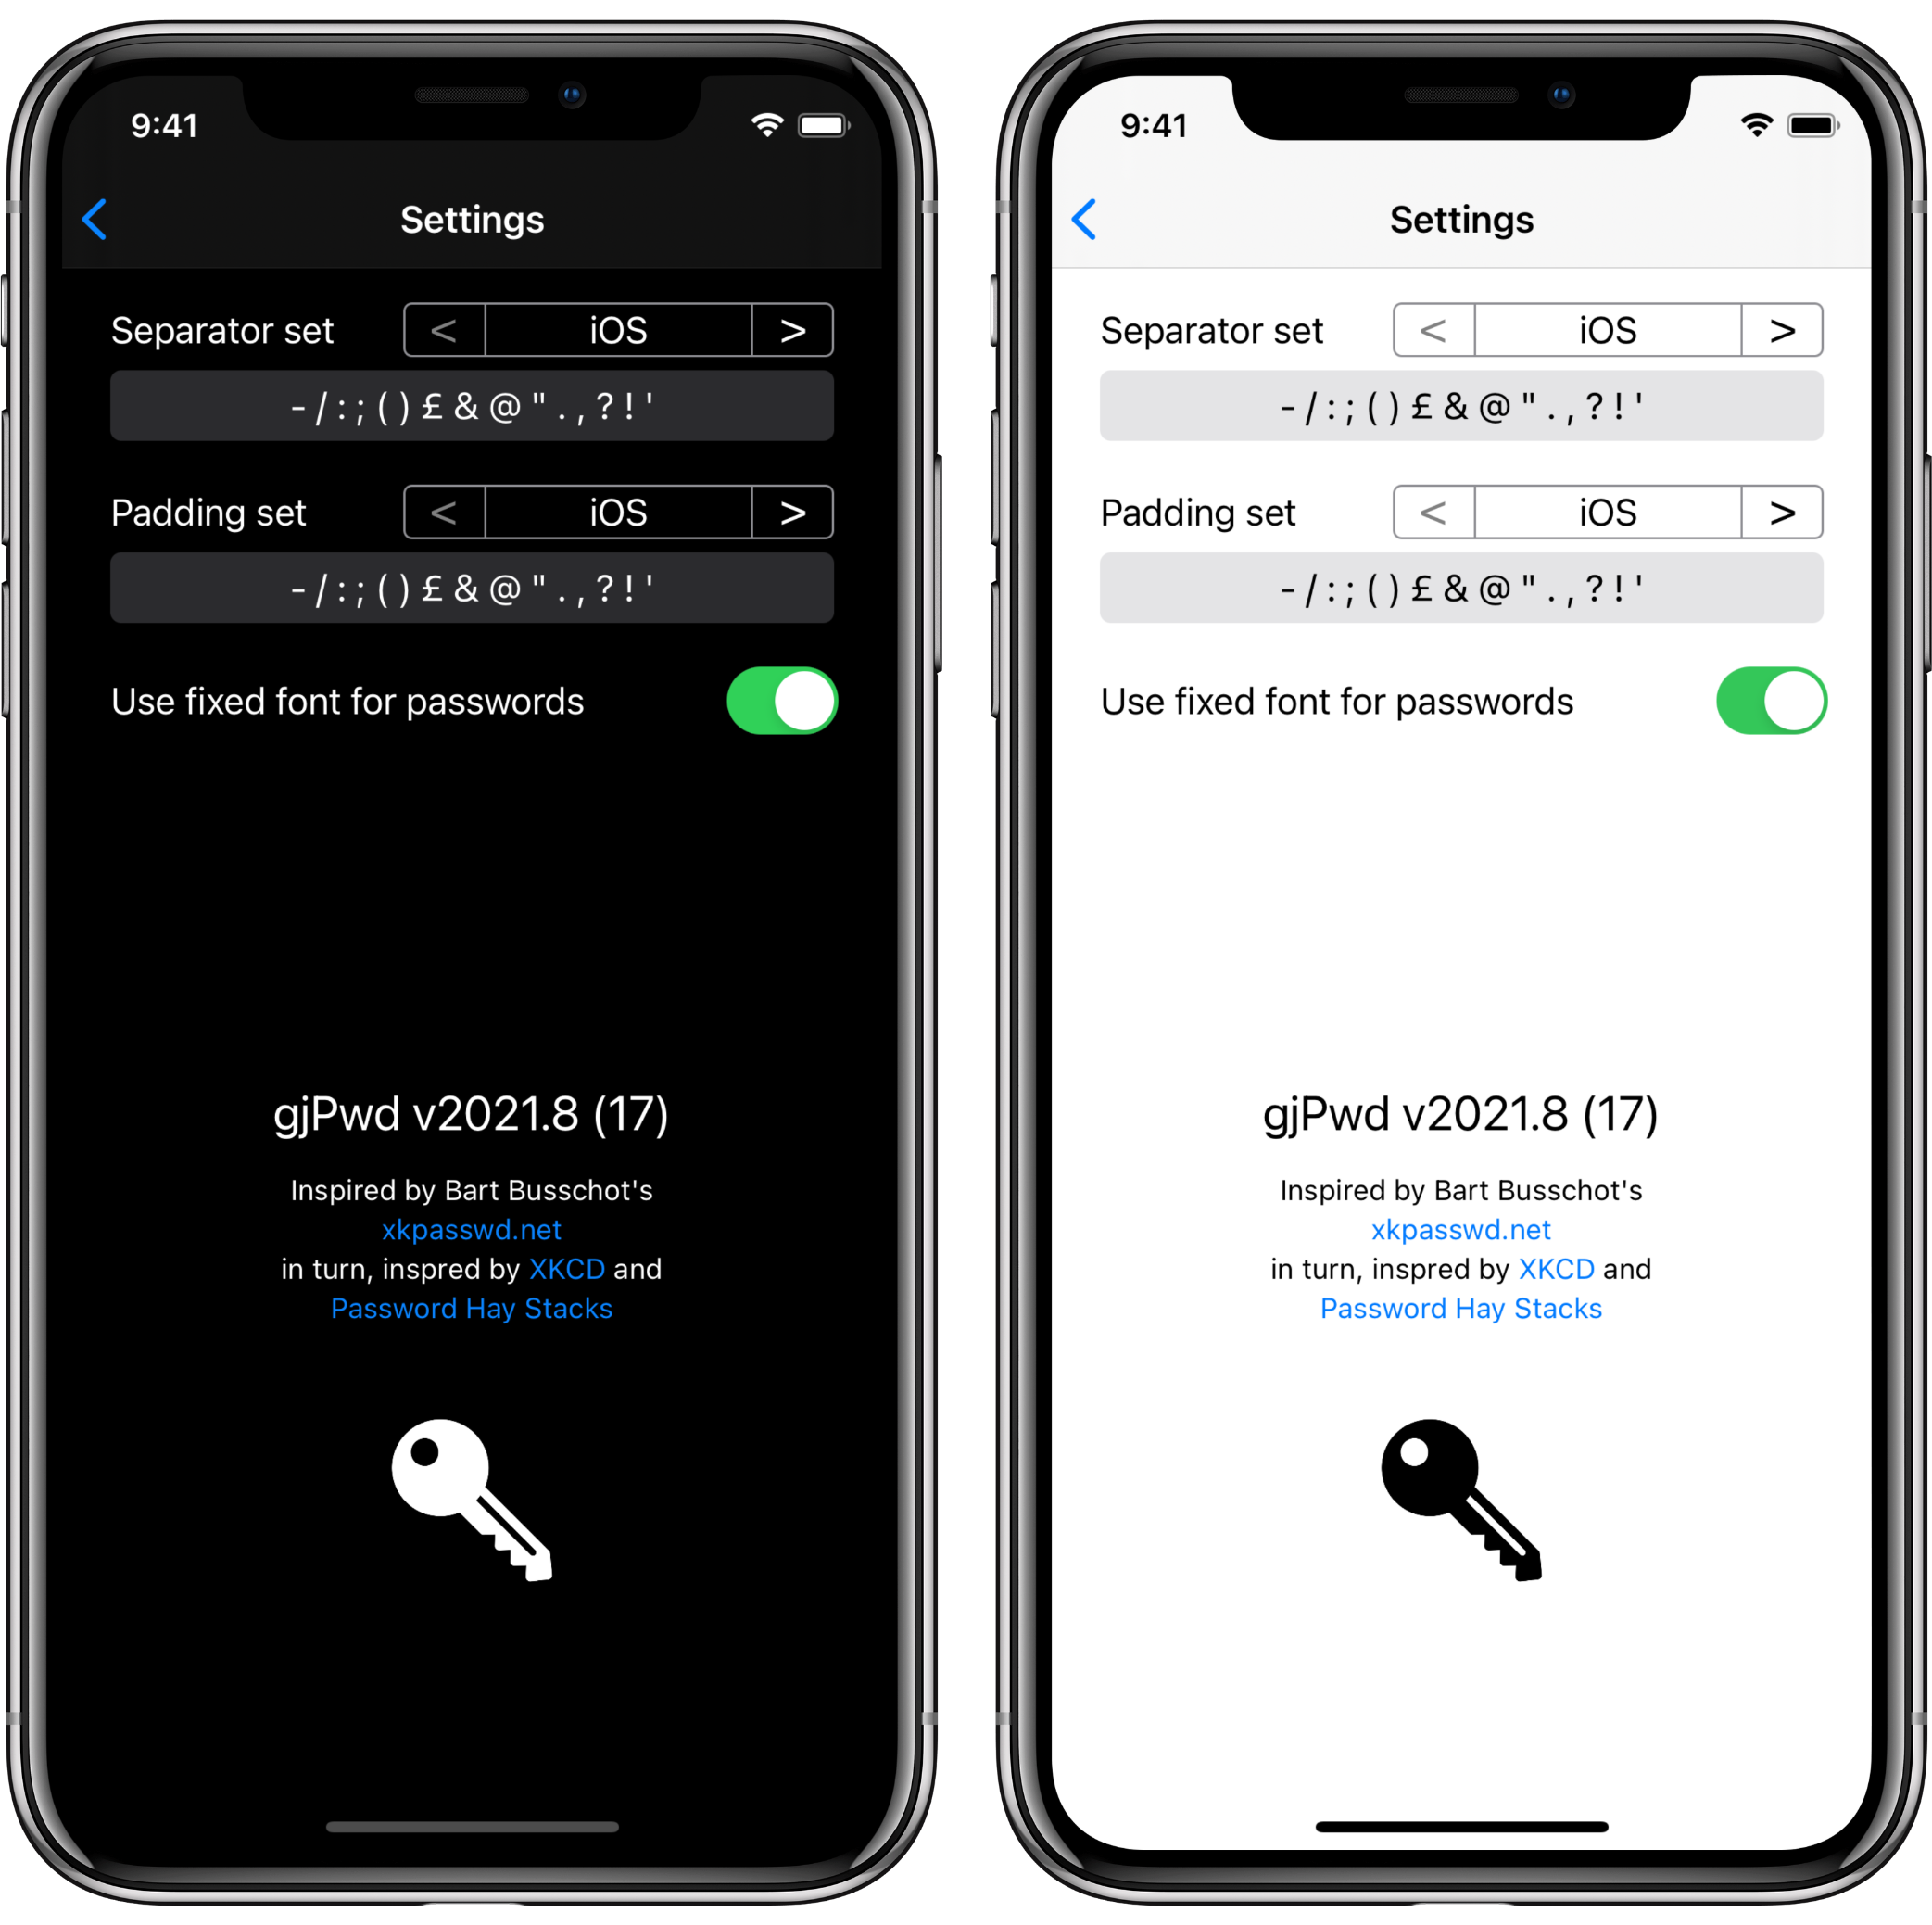 9:41
Settings
Separator set < iOS >
- / : ; ( ) £ & @ " . , ? ! '
Padding set < iOS >
- / : ; ( ) £ & @ " . , ? ! '
Use fixed font for passwords
gjPwd v2021.8 (17)
Inspired by Bart Busschot's
xkpasswd.net
in turn, inspred by XKCD and
Password Hay Stacks
9:41
Settings
Separator set < iOS >
- / : ; ( ) £ & @ " . , ? ! '
Padding set < iOS >
- / : ; ( ) £ & @ " . , ? ! '
Use fixed font for passwords
gjPwd v2021.8 (17)
Inspired by Bart Busschot's
xkpasswd.net
in turn, inspred by XKCD and
Password Hay Stacks